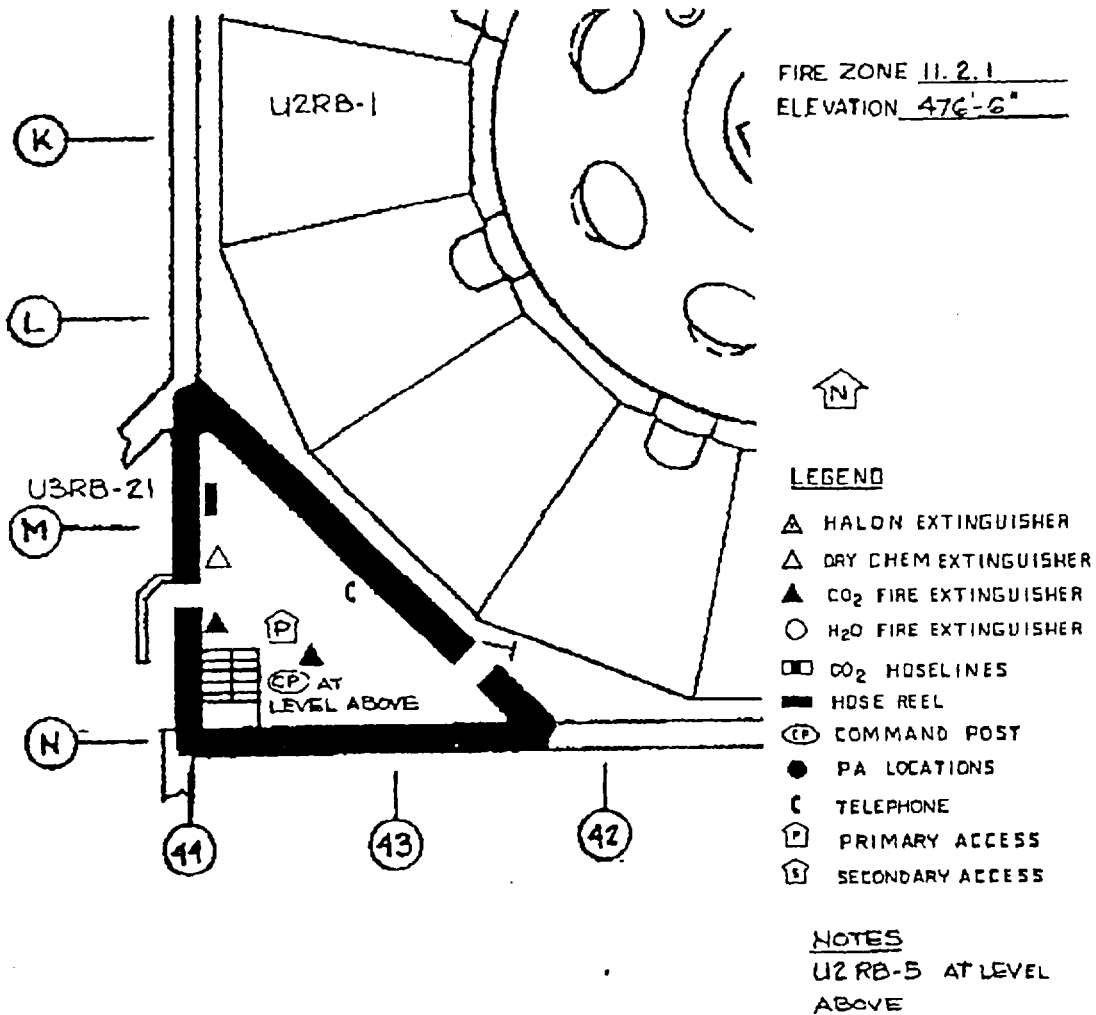 FIRE ZONE 11.2.1
ELEVATION 476'-6"
U2RB-1
K
L
N
U3RB-21
M
P
CP AT
LEVEL ABOVE
N
44
43
42
LEGEND
HALON EXTINGUISHER
DRY CHEM EXTINGUISHER
CO₂ FIRE EXTINGUISHER
H₂O FIRE EXTINGUISHER
CO₂ HOSELINES
HOSE REEL
CP COMMAND POST
PA LOCATIONS
C TELEPHONE
P PRIMARY ACCESS
S SECONDARY ACCESS
NOTES
U2 RB-5 AT LEVEL
ABOVE